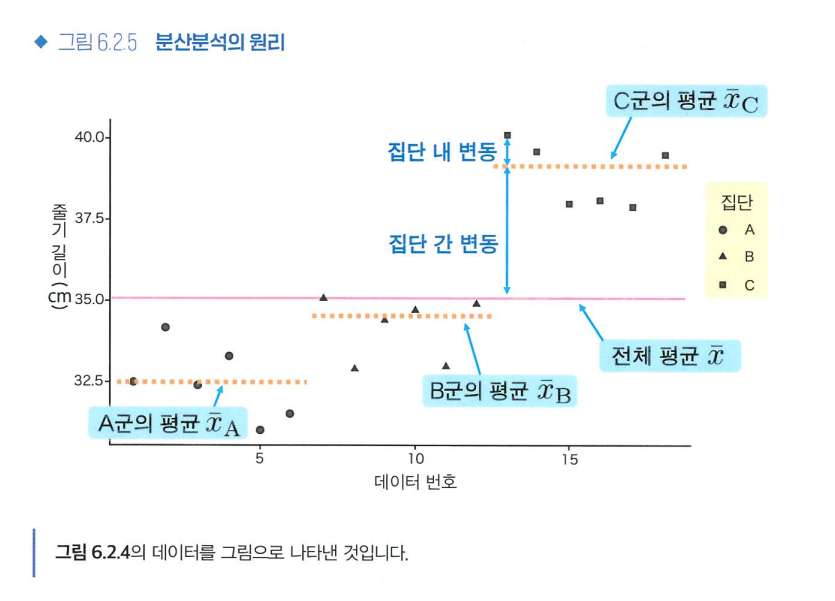 ◆ 그림 6.2.5 분산분석의 원리
C군의 평균 x̄C
40.0
집단 내 변동
집단
A
B
C
줄기 길이 (cm)
37.5
집단 간 변동
35.0
전체 평균 x̄
32.5
B군의 평균 x̄B
A군의 평균 x̄A
5
10
15
데이터 번호
그림 6.2.4의 데이터를 그림으로 나타낸 것입니다.